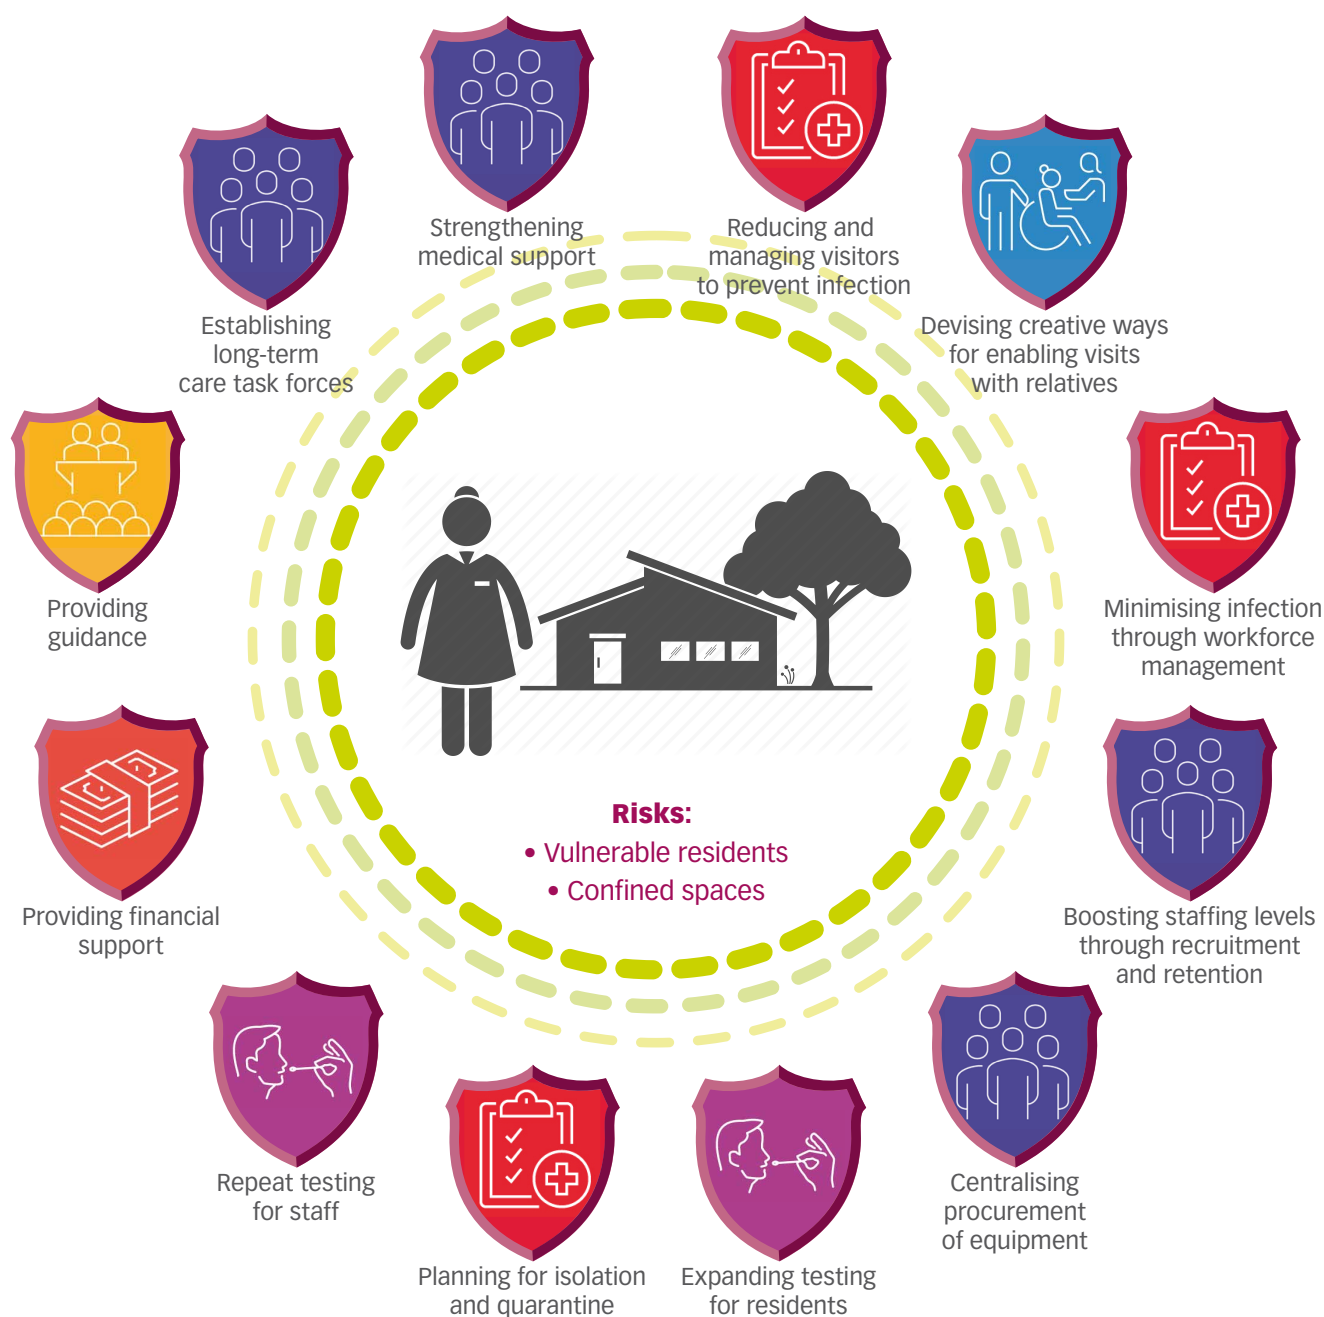 Strengthening
medical support
Reducing and
managing visitors
to prevent infection
Establishing
long-term
care task forces
Devising creative ways
for enabling visits
with relatives
Providing
guidance
Minimising infection
through workforce
management
Risks:
• Vulnerable residents
• Confined spaces
Providing financial
support
Boosting staffing levels
through recruitment
and retention
Repeat testing
for staff
Centralising
procurement
of equipment
Planning for isolation
and quarantine
Expanding testing
for residents